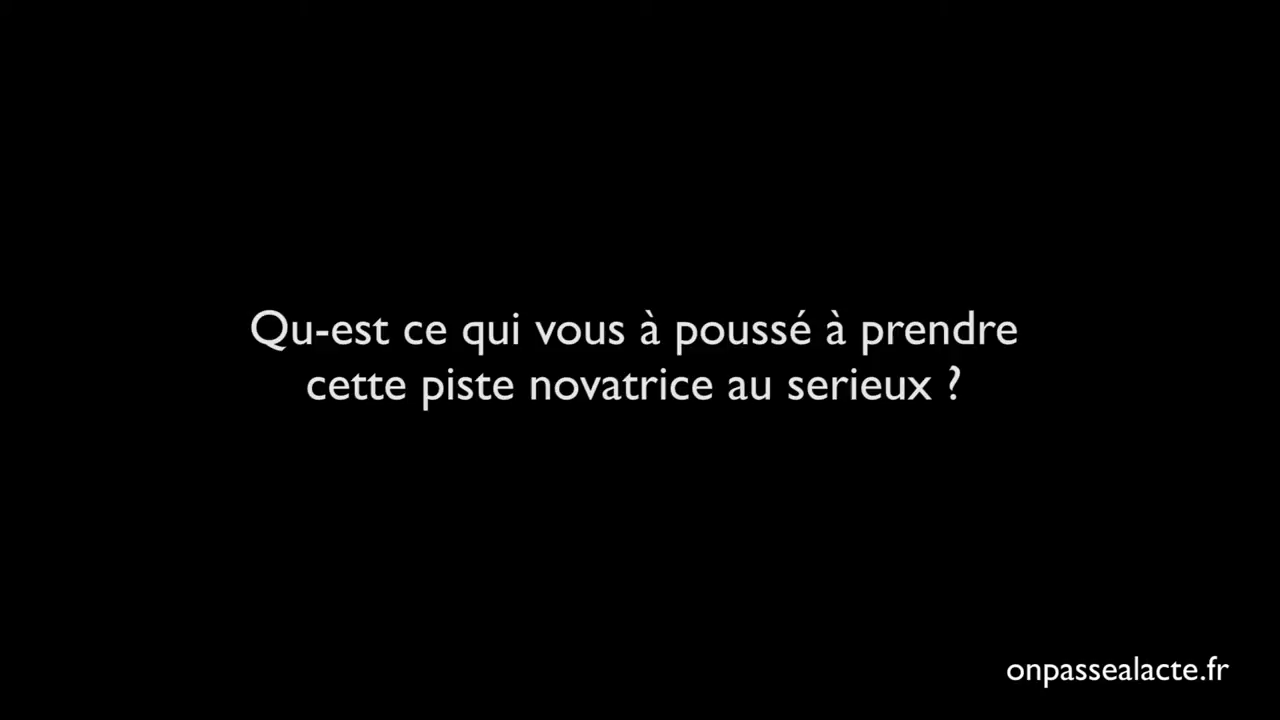 Qu-est ce qui vous à poussé à prendre
cette piste novatrice au serieux ?
onpassealacte.fr